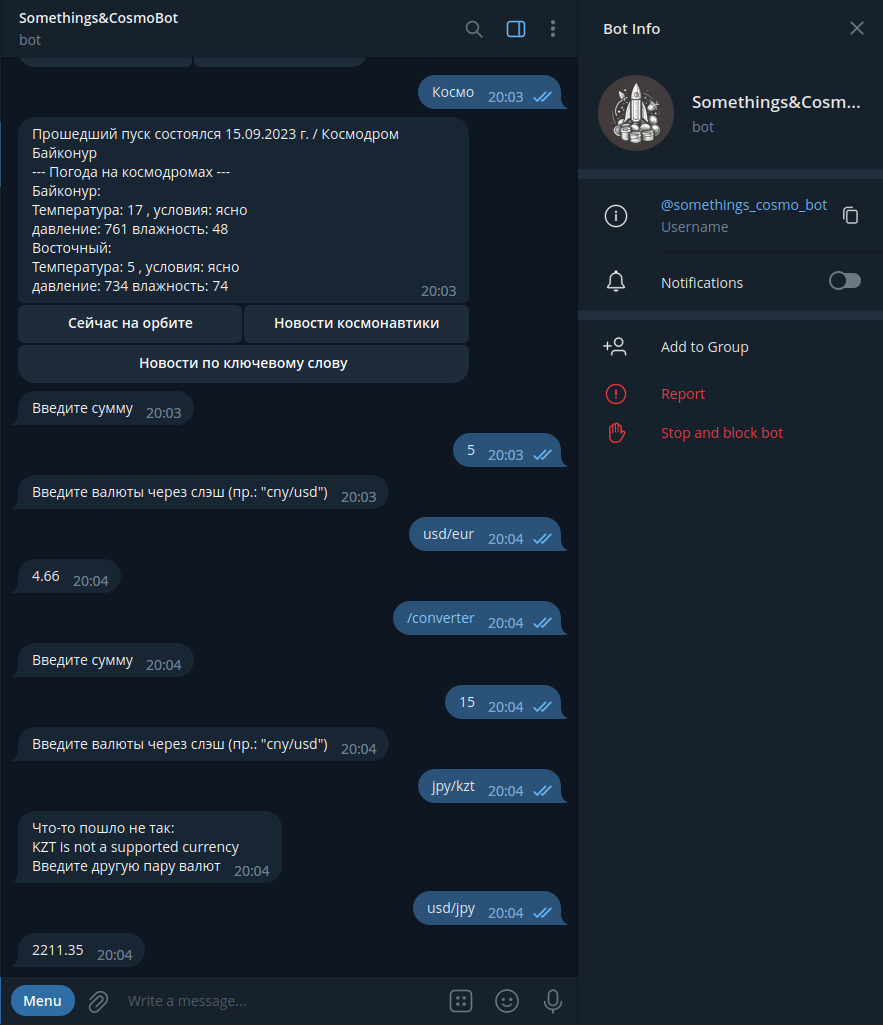 Somethings&CosmoBot
bot
Космо 20:03
Прошедший пуск состоялся 15.09.2023 г. / Космодром
Байконур
--- Погода на космодромах ---
Байконур:
Температура: 17 , условия: ясно
давление: 761 влажность: 48
Восточный:
Температура: 5 , условия: ясно
давление: 734 влажность: 74
20:03
Сейчас на орбите
Новости космонавтики
Новости по ключевому слову
Введите сумму 20:03
5 20:03
Введите валюты через слэш (пр.: "cny/usd") 20:03
usd/eur 20:04
4.66 20:04
/converter 20:04
Введите сумму 20:04
15 20:04
Введите валюты через слэш (пр.: "cny/usd") 20:04
jpy/kzt 20:04
Что-то пошло не так:
KZT is not a supported currency
Введите другую пару валют 20:04
usd/jpy 20:04
2211.35 20:04
Menu
Write a message...
Bot Info
Somethings&Cosm...
bot
@somethings_cosmo_bot
Username
Notifications
Add to Group
Report
Stop and block bot